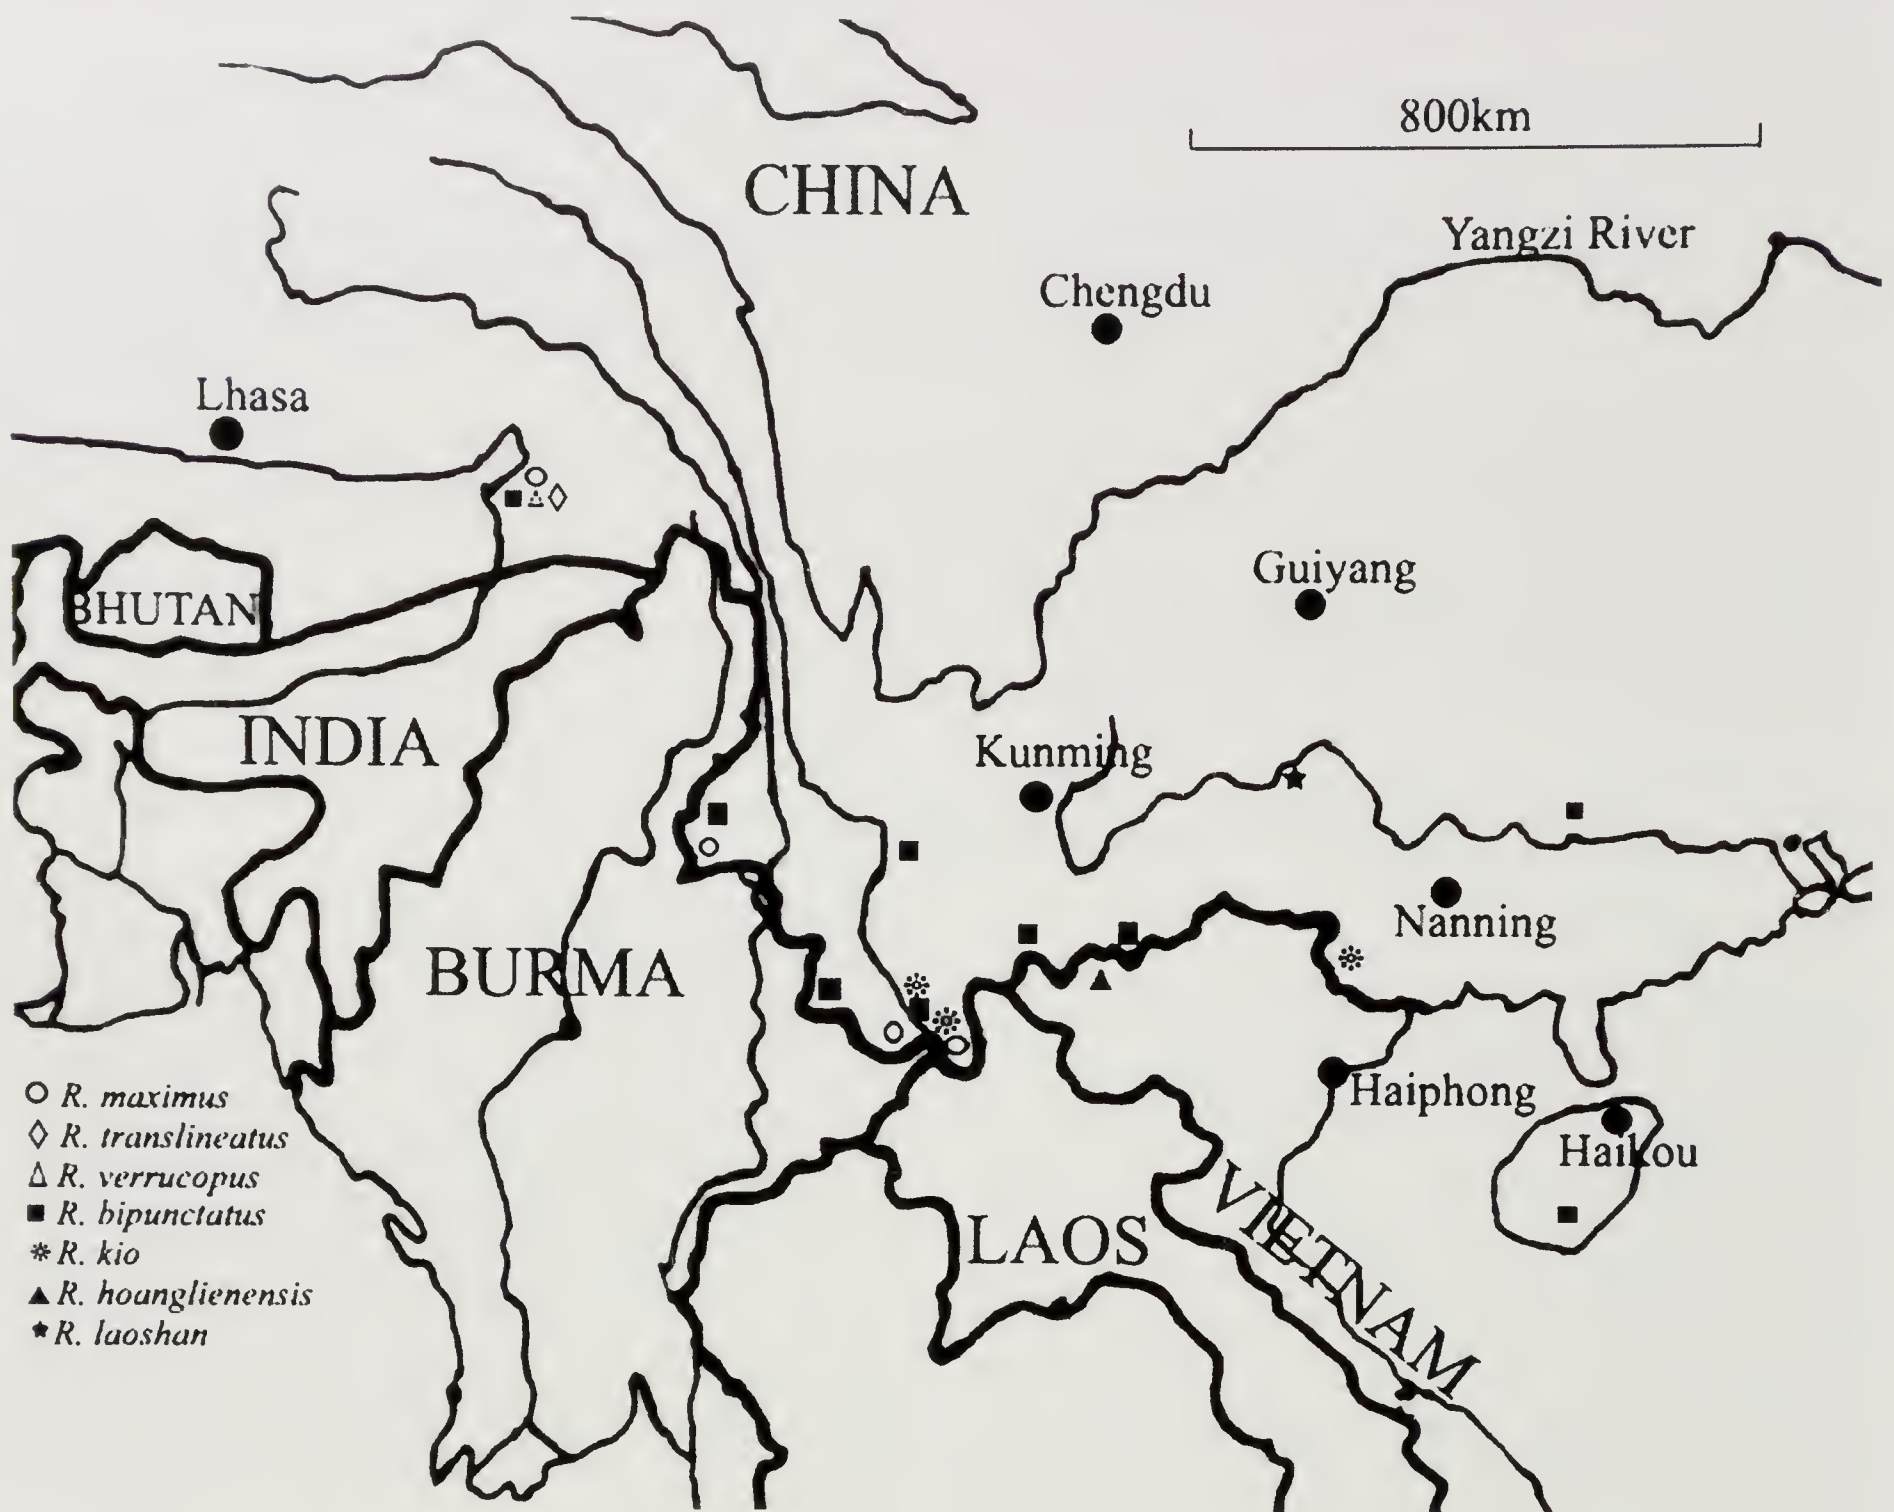 800km
CHINA
Yangzi River
Chengdu
Lhasa
Guiyang
BHUTAN
INDIA
Kunming
Nanning
BURMA
Haiphong
Haikou
LAOS
VIETNAM
R. maximus
R. translineatus
R. verrucopus
R. bipunctatus
R. kio
R. hoanglienensis
R. laoshan